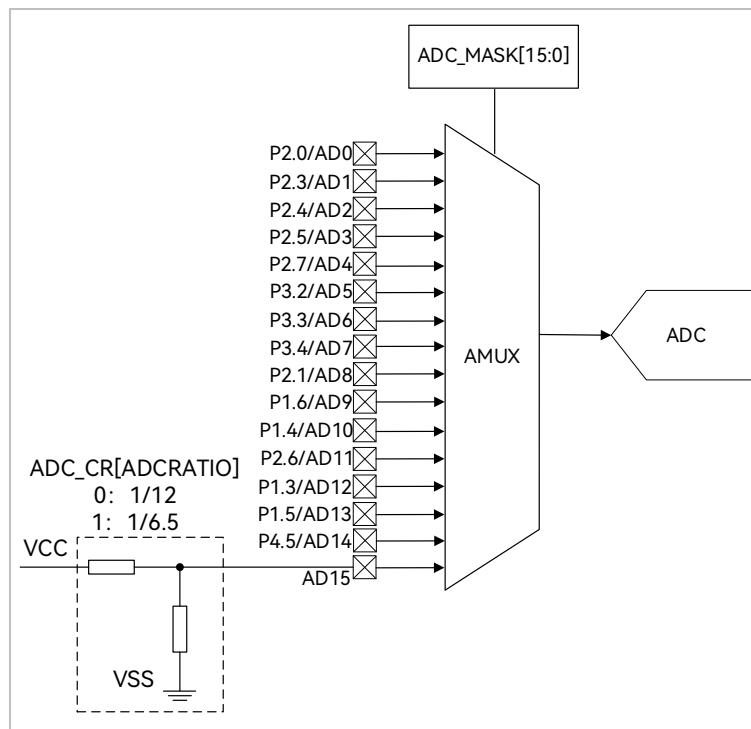 ADC_MASK[15:0]
P2.0/AD0
P2.3/AD1
P2.4/AD2
P2.5/AD3
P2.7/AD4
P3.2/AD5
P3.3/AD6
P3.4/AD7
P2.1/AD8
P1.6/AD9
P1.4/AD10
P2.6/AD11
P1.3/AD12
P1.5/AD13
P4.5/AD14
AD15
AMUX
ADC
ADC_CR[ADCRATIO]
0: 1/12
1: 1/6.5
VCC
VSS